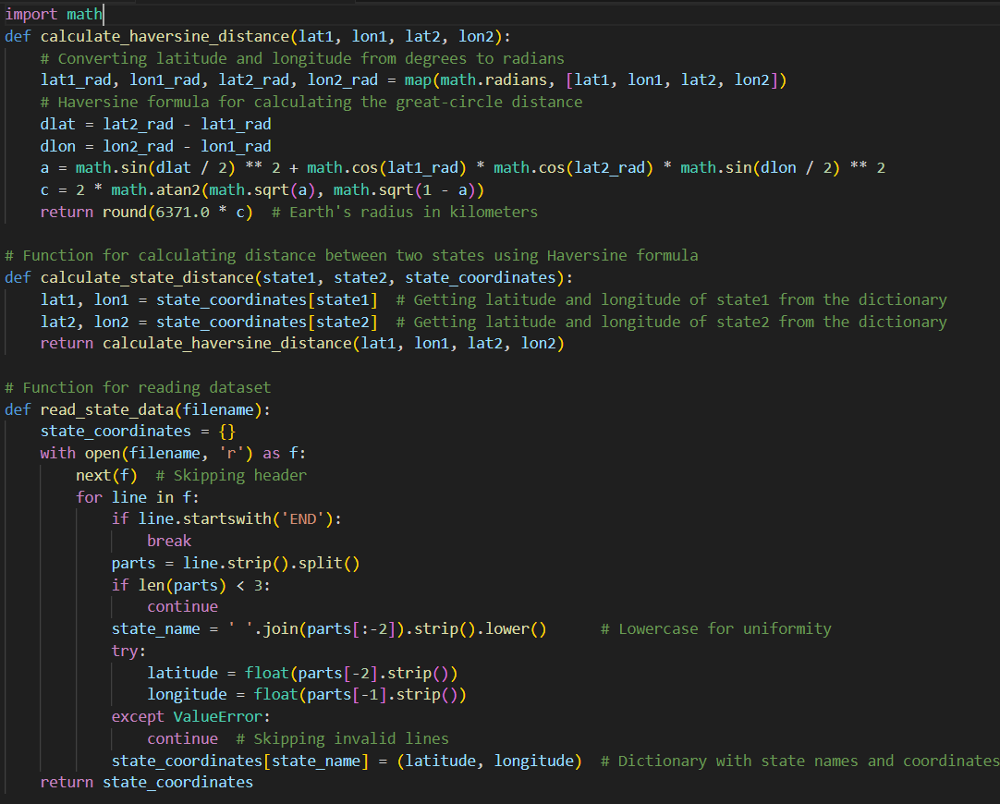 import math
def calculate_haversine_distance(lat1, lon1, lat2, lon2):
    # Converting latitude and longitude from degrees to radians
    lat1_rad, lon1_rad, lat2_rad, lon2_rad = map(math.radians, [lat1, lon1, lat2, lon2])
    # Haversine formula for calculating the great-circle distance
    dlat = lat2_rad - lat1_rad
    dlon = lon2_rad - lon1_rad
    a = math.sin(dlat / 2) ** 2 + math.cos(lat1_rad) * math.cos(lat2_rad) * math.sin(dlon / 2) ** 2
    c = 2 * math.atan2(math.sqrt(a), math.sqrt(1 - a))
    return round(6371.0 * c)  # Earth's radius in kilometers

# Function for calculating distance between two states using Haversine formula
def calculate_state_distance(state1, state2, state_coordinates):
    lat1, lon1 = state_coordinates[state1]  # Getting latitude and longitude of state1 from the dictionary
    lat2, lon2 = state_coordinates[state2]  # Getting latitude and longitude of state2 from the dictionary
    return calculate_haversine_distance(lat1, lon1, lat2, lon2)

# Function for reading dataset
def read_state_data(filename):
    state_coordinates = {}
    with open(filename, 'r') as f:
        next(f)  # Skipping header
        for line in f:
            if line.startswith('END'):
                break
            parts = line.strip().split()
            if len(parts) < 3:
                continue
            state_name = ' '.join(parts[:-2]).strip().lower()      # Lowercase for uniformity
            try:
                latitude = float(parts[-2].strip())
                longitude = float(parts[-1].strip())
            except ValueError:
                continue  # Skipping invalid lines
            state_coordinates[state_name] = (latitude, longitude)  # Dictionary with state names and coordinates
    return state_coordinates